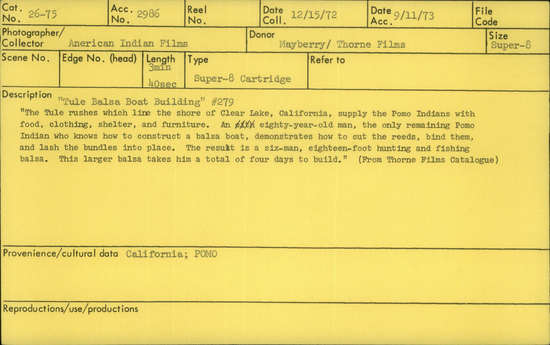 Cat. No. 26-75 Acc. No. 2986 Reel No. Date Coll. 12/15/72 Date Acc. 9/11/73 File Code
Photographer/ Collector American Indian Films Donor Mayberry/ Thorne Films Size Super-8
Scene No. Edge No. (head) Length 3min 40sec Type Super-8 Cartridge Refer to
Description "Tule Balsa Boat Building" #279
"The Tule rushes which line the shore of Clear Lake, California, supply the Pomo Indians with
food, clothing, shelter, and furniture. An eighty-year-old man, the only remaining Pomo
Indian who knows how to construct a balsa boat, demonstrates how to cut the reeds, bind them,
and lash the bundles into place. The result is a six-man, eighteen-foot hunting and fishing
balsa. This larger balsa takes him a total of four days to build." (From Thorne Films Catalogue)
Provenience/cultural data California; POMO
Reproductions/use/productions